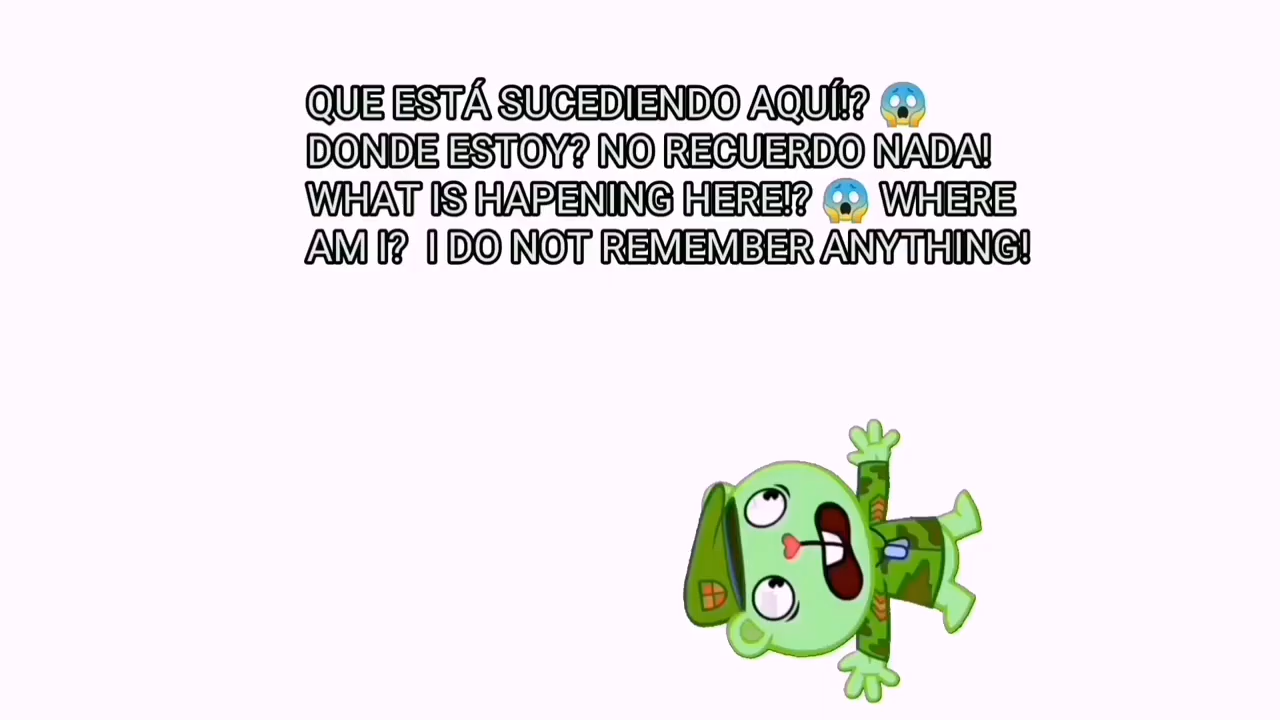 QUE ESTÁ SUCEDIENDO AQUÍ!? 😱
DONDE ESTOY? NO RECUERDO NADA!
WHAT IS HAPENING HERE!? 😱 WHERE
AM I?  I DO NOT REMEMBER ANYTHING!